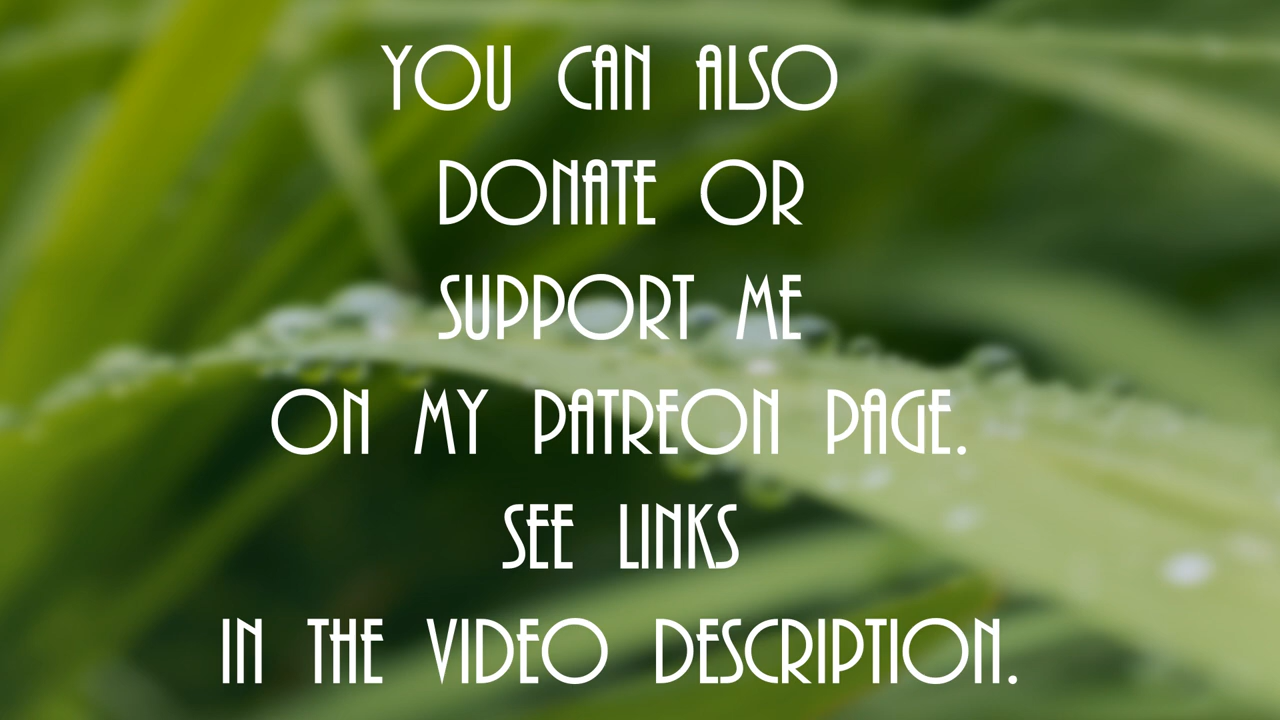 YOU CAN ALSO
DONATE OR
SUPPORT ME
ON MY PATREON PAGE.
SEE LINKS
IN THE VIDEO DESCRIPTION.